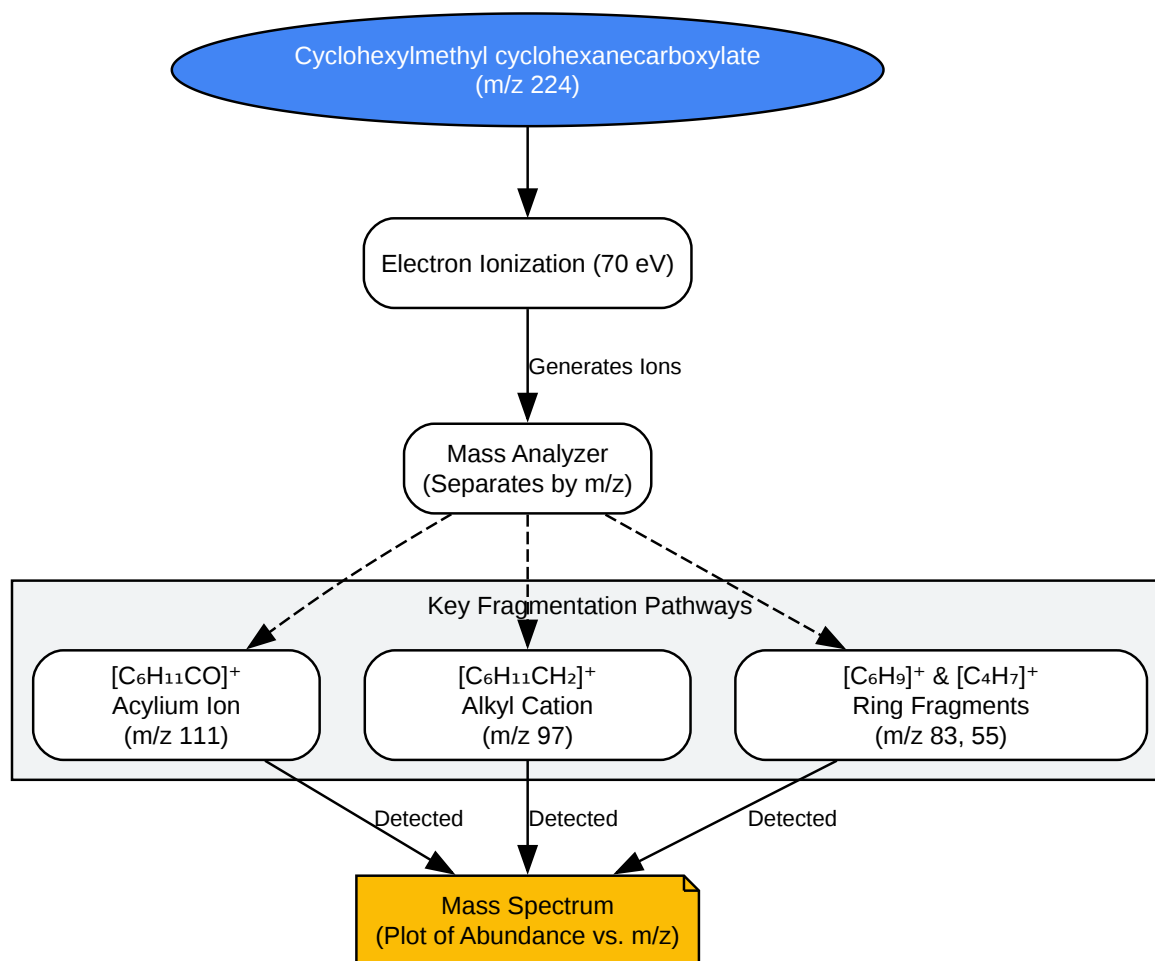 Cyclohexylmethyl cyclohexanecarboxylate
(m/z 224)
Electron Ionization (70 eV)
Generates Ions
Mass Analyzer
(Separates by m/z)
Key Fragmentation Pathways
[C₆H₁₁CO]⁺
Acylium Ion
(m/z 111)
[C₆H₁₁CH₂]⁺
Alkyl Cation
(m/z 97)
[C₆H₉]⁺ & [C₄H₇]⁺
Ring Fragments
(m/z 83, 55)
Detected
Detected
Detected
Mass Spectrum
(Plot of Abundance vs. m/z)